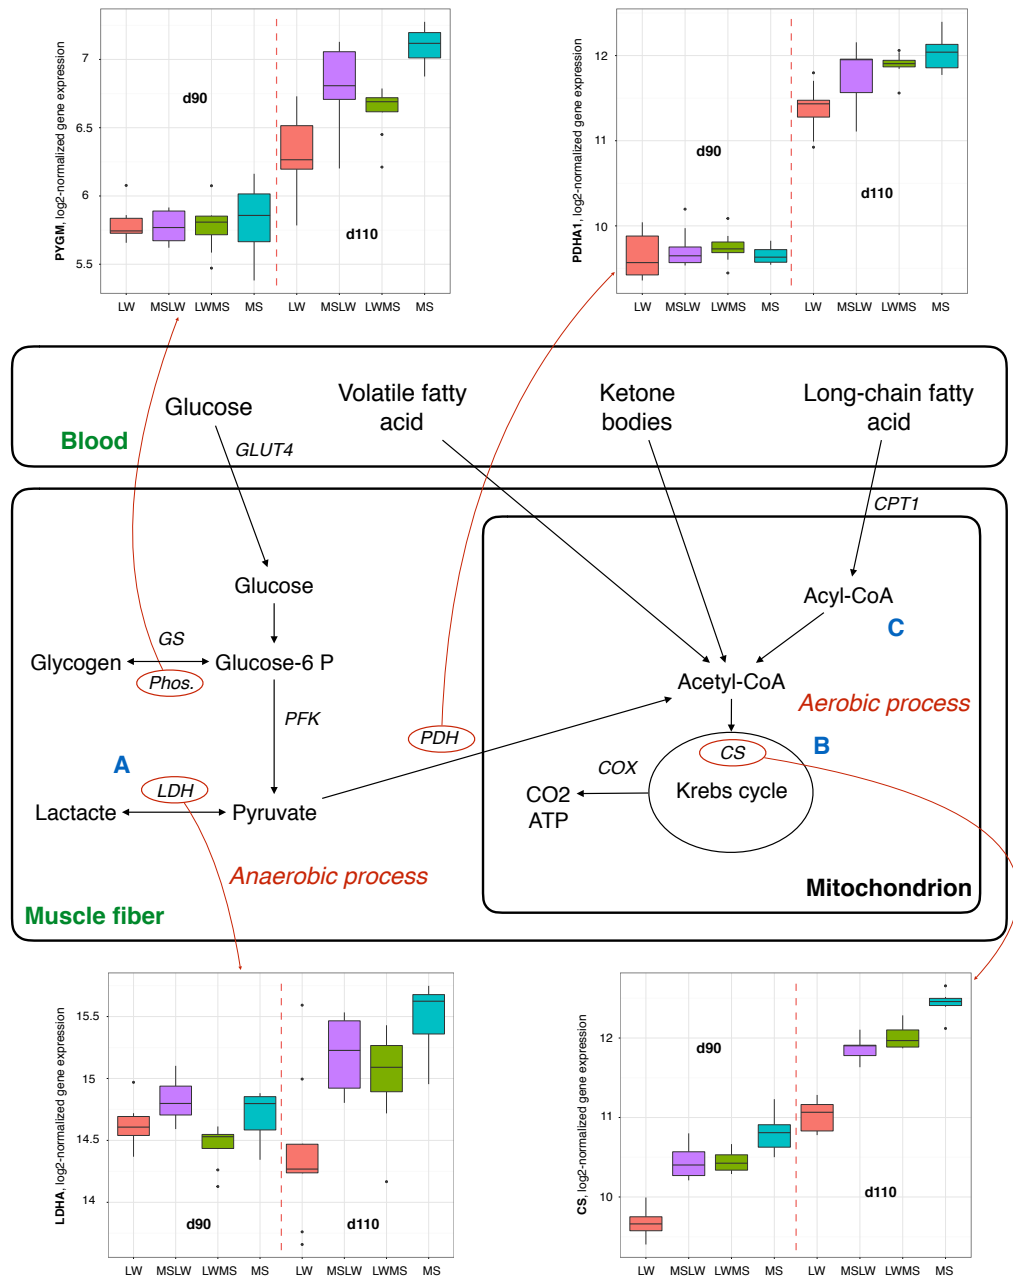 PYGM, log2-normalized gene expression
7
6.5
6
5.5
d90
d110
LW MSLW LWMS MS LW MSLW LWMS MS
PDHA1, log2-normalized gene expression
12
11
10
d90
d110
LW MSLW LWMS MS LW MSLW LWMS MS
Blood
Glucose
Volatile fatty
acid
Ketone
bodies
Long-chain fatty
acid
GLUT4
CPT1
Glucose
Acyl-CoA
C
GS
Glycogen
Glucose-6 P
Phos.
Acetyl-CoA
Aerobic process
PFK
PDH
CS
B
A
COX
LDH
Krebs cycle
CO2
ATP
Lactacte
Pyruvate
Anaerobic process
Mitochondrion
Muscle fiber
LDHA, log2-normalized gene expression
15.5
15
14.5
14
d90
d110
LW MSLW LWMS MS LW MSLW LWMS MS
CS, log2-normalized gene expression
12
11
10
d90
d110
LW MSLW LWMS MS LW MSLW LWMS MS